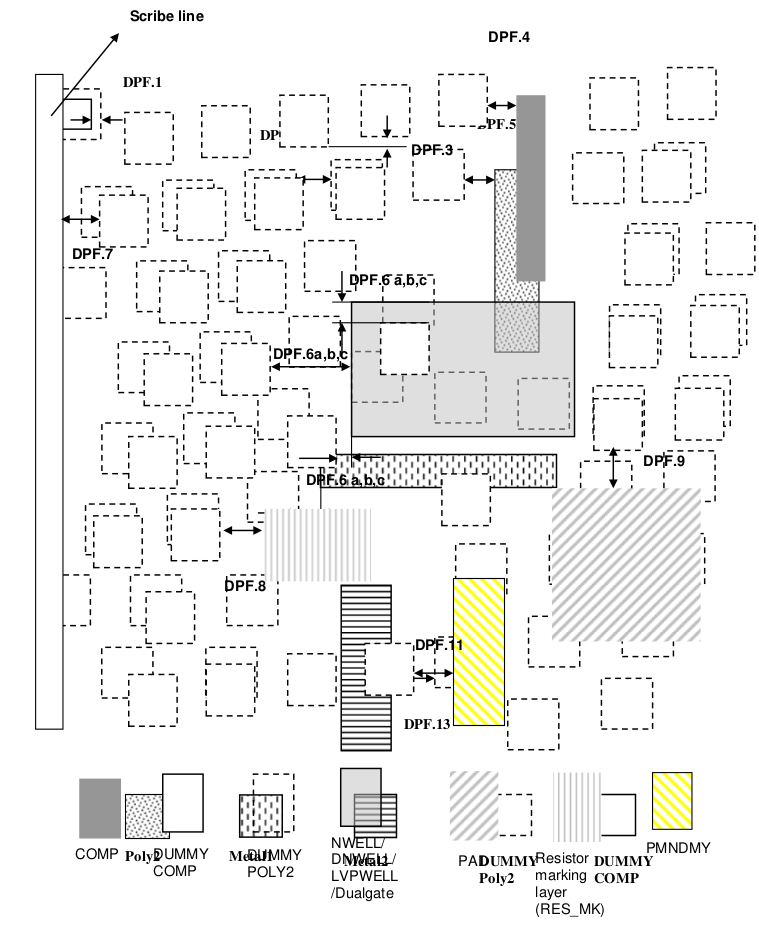 Scribe line
DPF.4
DPF.1
DPF.5
DP
DPF.3
DPF.7
DPF.6 a,b,c
DPF.6a,b,c
DPF.9
DPF.6 a,b,c
DPF.8
DPF.11
DPF.13
COMP
Poly2
DUMMY
COMP
Metal1
DUMMY
POLY2
NWELL/
DNWELL/
LVPWELL
/Dualgate
Metal2
PAD
DUMMY
Poly2
Resistor
marking
layer
(RES_MK)
DUMMY
COMP
PMNDMY